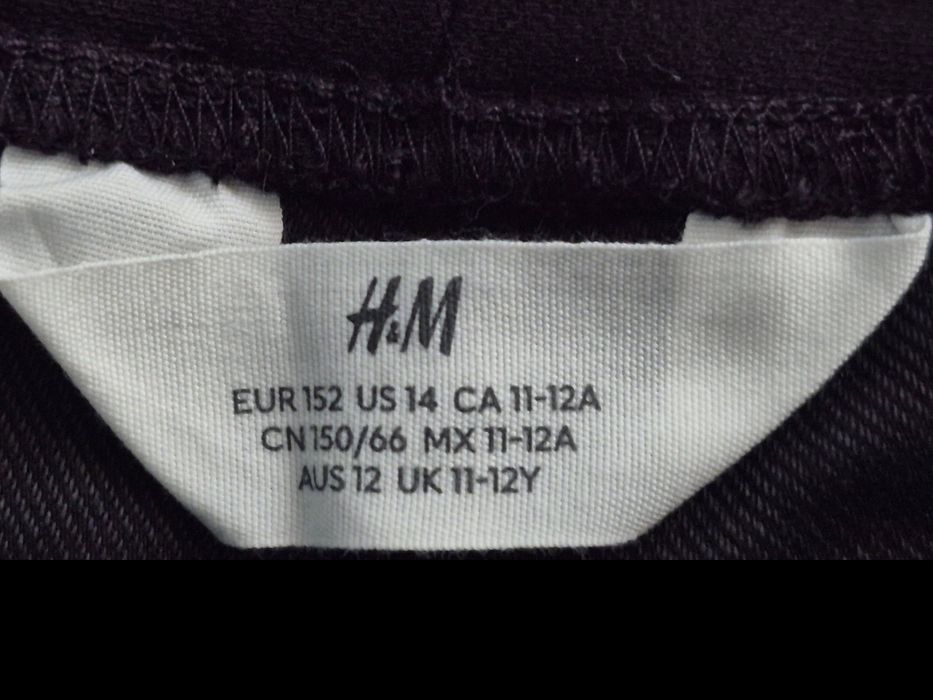 H&M
EUR 152 US 14 CA 11-12A
CN 150/66 MX 11-12A
AUS 12 UK 11-12Y